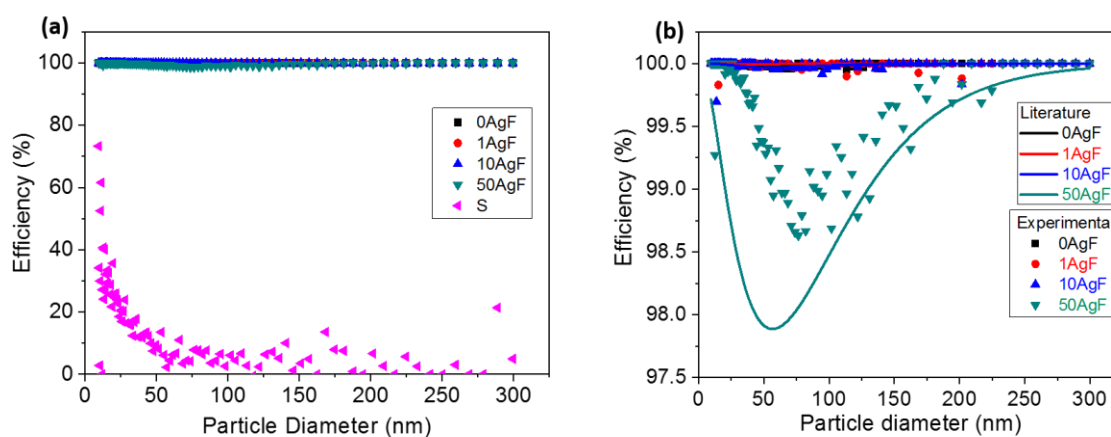 (a)
Efficiency (%)
100
80
60
40
20
0
0AgF
1AgF
10AgF
50AgF
S
0 50 100 150 200 250 300
Particle Diameter (nm)
(b)
Efficiency (%)
100.0
99.5
99.0
98.5
98.0
97.5
Literature
0AgF
1AgF
10AgF
50AgF
Experimenta
0AgF
1AgF
10AgF
50AgF
0 50 100 150 200 250 300
Particle diameter (nm)